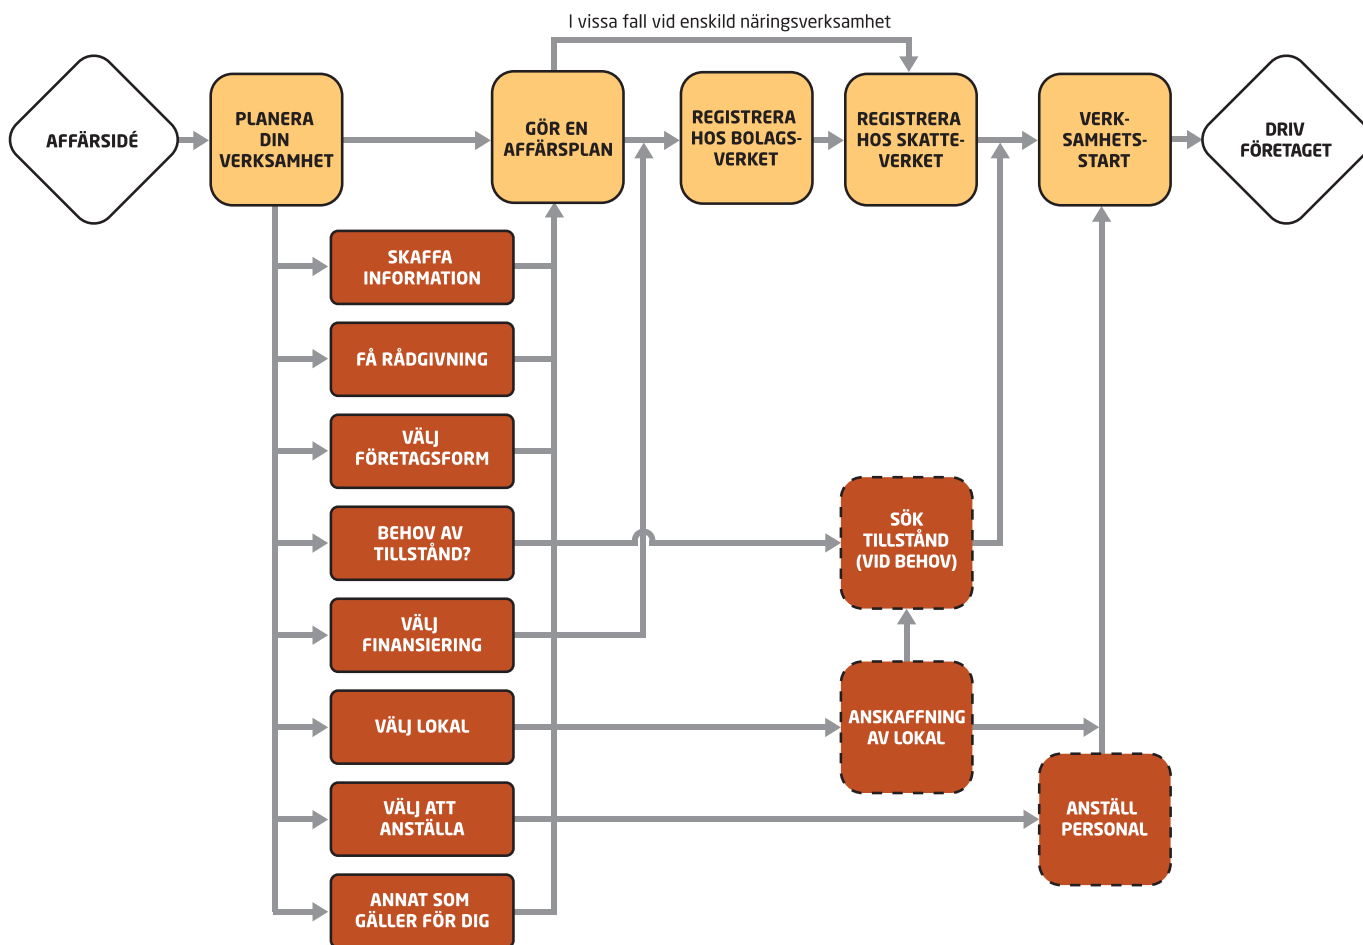 I vissa fall vid enskild näringsverksamhet
AFFÄRSIDÉ
PLANERA
DIN
VERKSAMHET
GÖR EN
AFFÄRSPLAN
REGISTRERA
HOS BOLAGS-
VERKET
REGISTRERA
HOS SKATTE-
VERKET
VERK-
SAMHETS-
START
DRIV
FÖRETAGET
SKAFFA
INFORMATION
FÅ RÅDGIVNING
VÄLJ
FÖRETAGSFORM
BEHOV AV
TILLSTÅND?
SÖK
TILLSTÅND
(VID BEHOV)
VÄLJ
FINANSIERING
VÄLJ LOKAL
ANSKAFFNING
AV LOKAL
VÄLJ ATT
ANSTÄLLA
ANSTÄLL
PERSONAL
ANNAT SOM
GÄLLER FÖR DIG